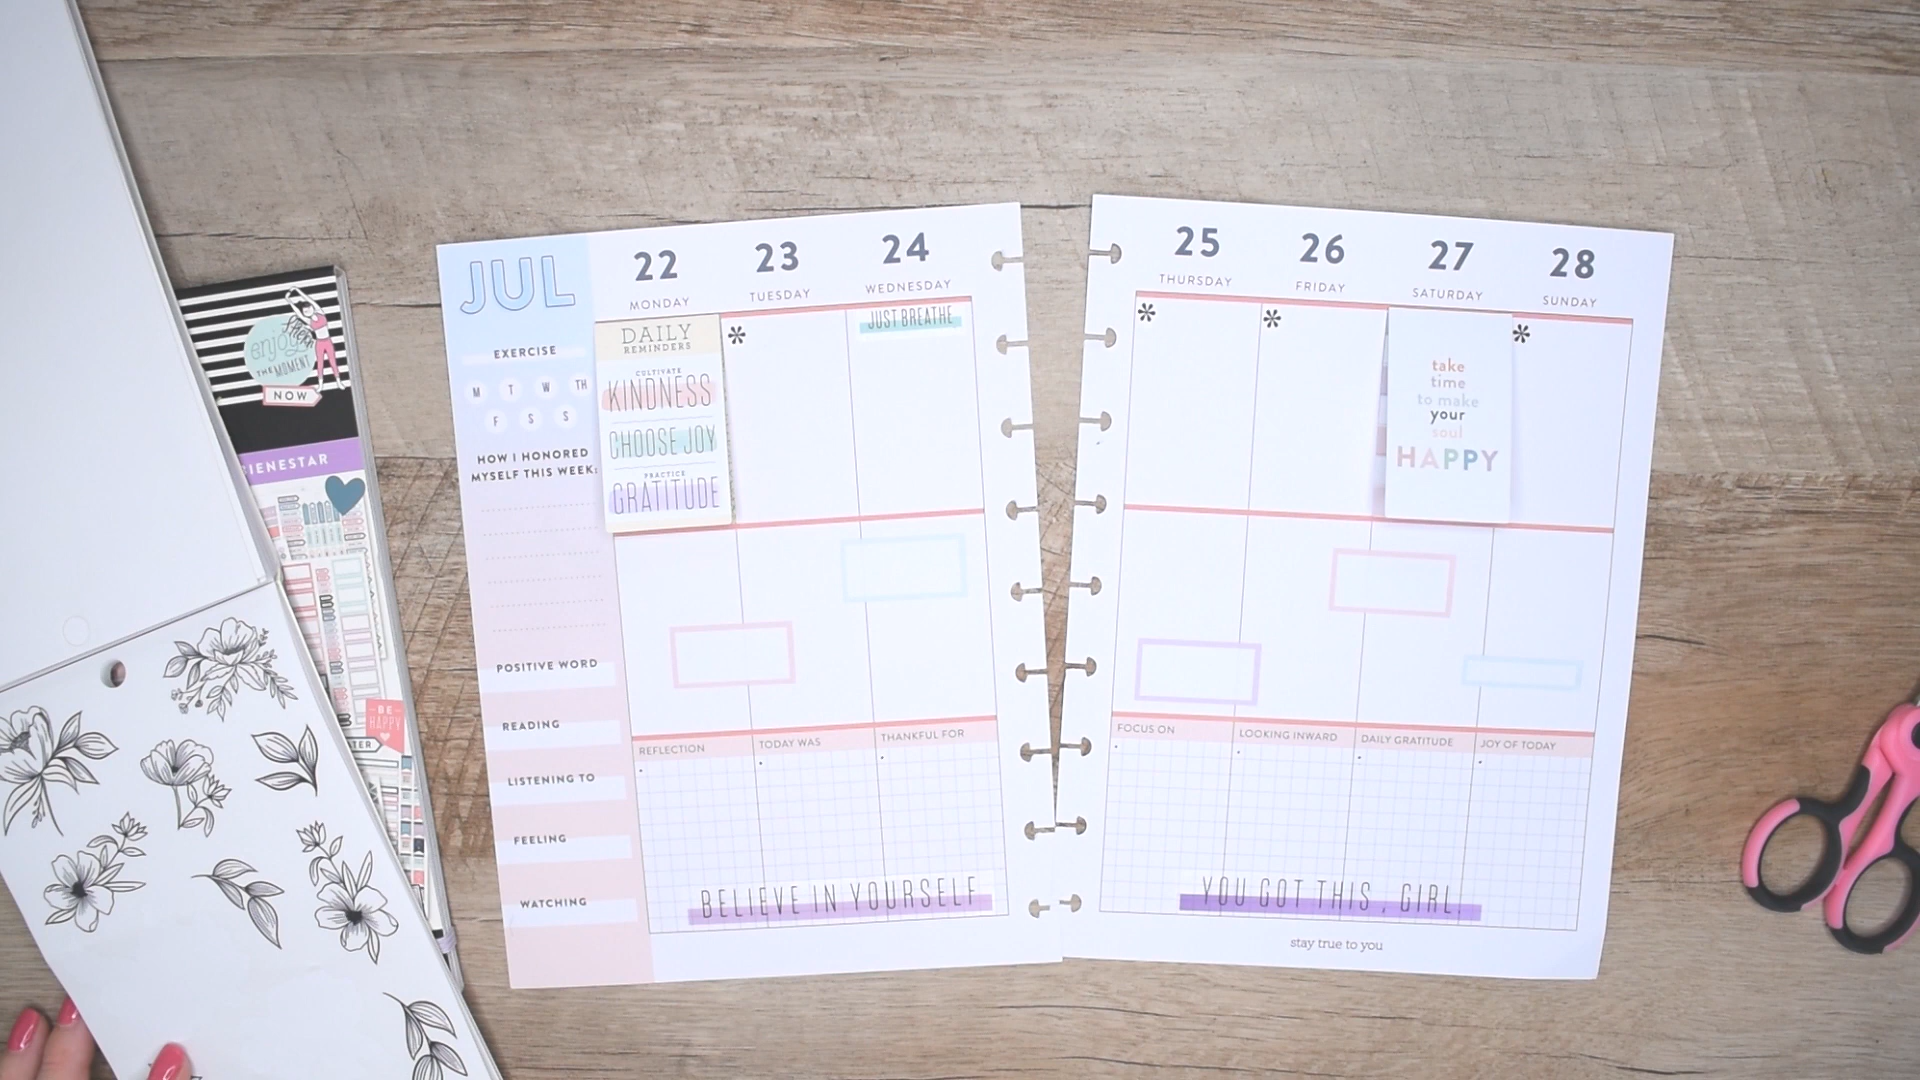 enjoy
THE MOMENT
NOW
BIENESTAR
BE
HAPPY
JUL
EXERCISE
M T W TH
F S S
HOW I HONORED
MYSELF THIS WEEK:
POSITIVE WORD
READING
LISTENING TO
FEELING
WATCHING
22
MONDAY
23
TUESDAY
24
WEDNESDAY
DAILY
REMINDERS
CULTIVATE
KINDNESS
CHOOSE JOY
PRACTICE
GRATITUDE
*
JUST BREATHE
REFLECTION
TODAY WAS
THANKFUL FOR
BELIEVE IN YOURSELF
25
THURSDAY
26
FRIDAY
27
SATURDAY
28
SUNDAY
*
*
*
take
time
to make
your
soul
HAPPY
FOCUS ON
LOOKING INWARD
DAILY GRATITUDE
JOY OF TODAY
YOU GOT THIS, GIRL.
stay true to you